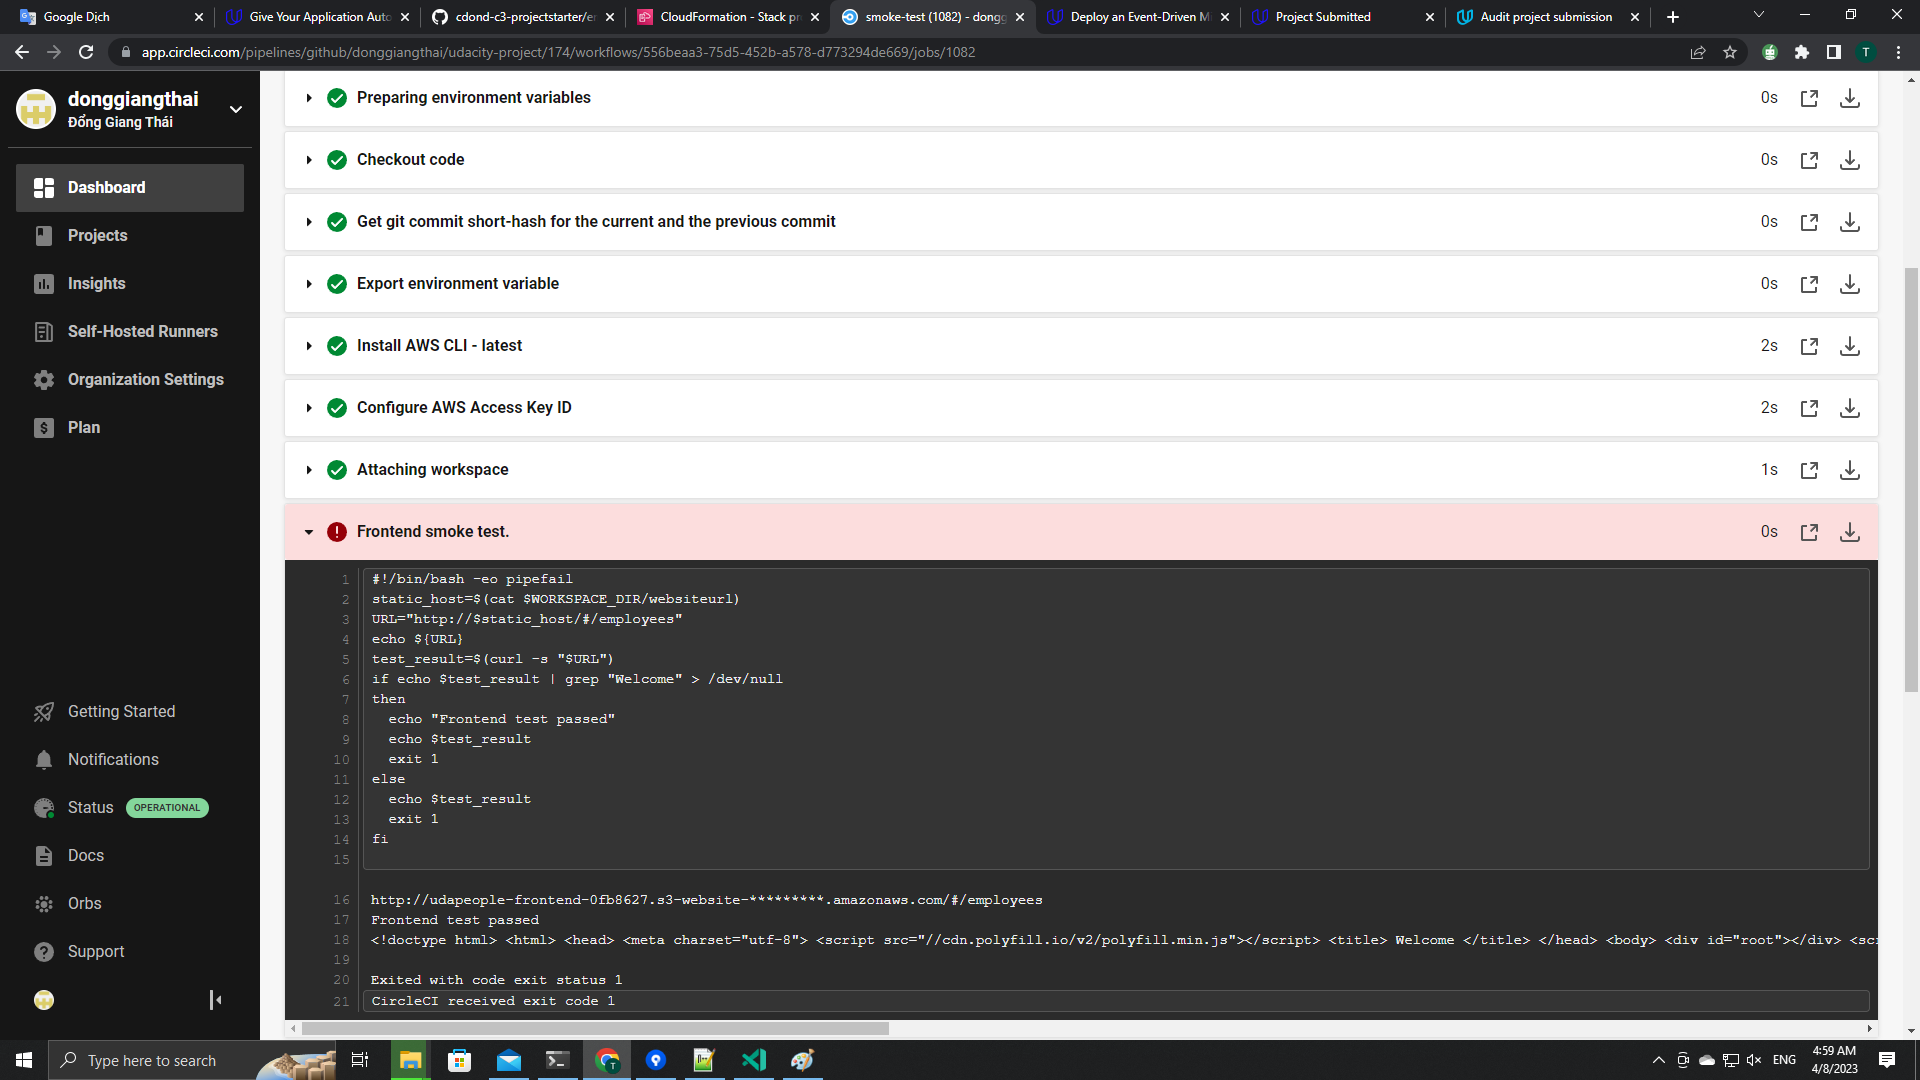 Google Dịch
Give Your Application Auto
cdond-c3-projectstarter/er
CloudFormation - Stack pr
smoke-test (1082) - dongg
Deploy an Event-Driven Mi
Project Submitted
Audit project submission
app.circleci.com/pipelines/github/donggiangthai/udacity-project/174/workflows/556beaa3-75d5-452b-a578-d773294de669/jobs/1082
T
donggiangthai
Đổng Giang Thái
Dashboard
Projects
Insights
Self-Hosted Runners
Organization Settings
Plan
Getting Started
Notifications
Status OPERATIONAL
Docs
Orbs
Support
Preparing environment variables 0s
Checkout code 0s
Get git commit short-hash for the current and the previous commit 0s
Export environment variable 0s
Install AWS CLI - latest 2s
Configure AWS Access Key ID 2s
Attaching workspace 1s
Frontend smoke test. 0s
1 #!/bin/bash -eo pipefail
2 static_host=$(cat $WORKSPACE_DIR/websiteurl)
3 URL="http://$static_host/#/employees"
4 echo ${URL}
5 test_result=$(curl -s "$URL")
6 if echo $test_result | grep "Welcome" > /dev/null
7 then
8 echo "Frontend test passed"
9 echo $test_result
10 exit 1
11 else
12 echo $test_result
13 exit 1
14 fi
15
16 http://udapeople-frontend-0fb8627.s3-website-*********.amazonaws.com/#/employees
17 Frontend test passed
18 <!doctype html> <html> <head> <meta charset="utf-8"> <script src="//cdn.polyfill.io/v2/polyfill.min.js"></script> <title> Welcome </title> </head> <body> <div id="root"></div> <scr
19
20 Exited with code exit status 1
21 CircleCI received exit code 1
Type here to search
ENG
4:59 AM
4/8/2023